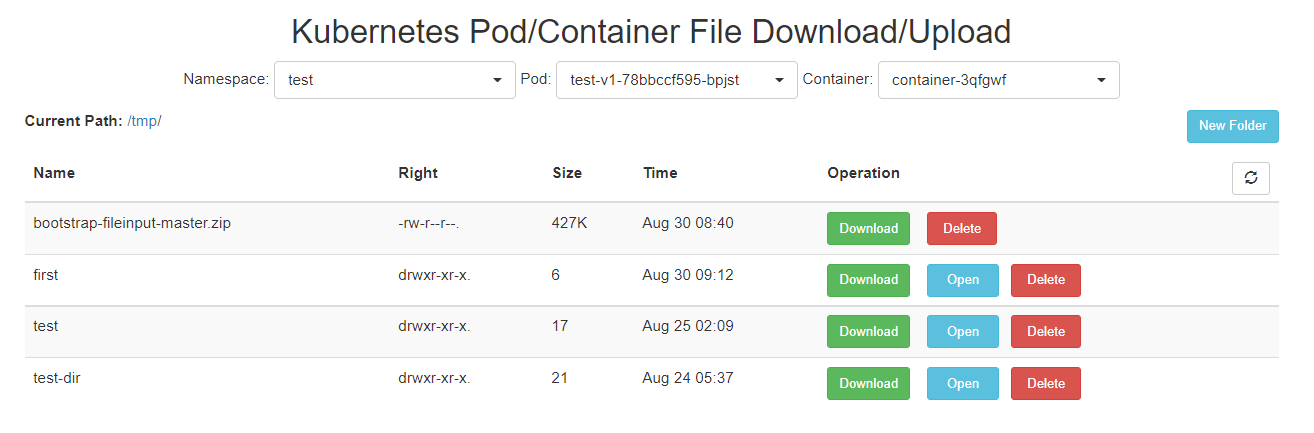 Kubernetes Pod/Container File Download/Upload
Namespace: test Pod: test-v1-78bbccf595-bpjst Container: container-3qfgwf
Current Path: /tmp/ New Folder
Name Right Size Time Operation
bootstrap-fileinput-master.zip -rw-r--r--. 427K Aug 30 08:40 Download Delete
first drwxr-xr-x. 6 Aug 30 09:12 Download Open Delete
test drwxr-xr-x. 17 Aug 25 02:09 Download Open Delete
test-dir drwxr-xr-x. 21 Aug 24 05:37 Download Open Delete